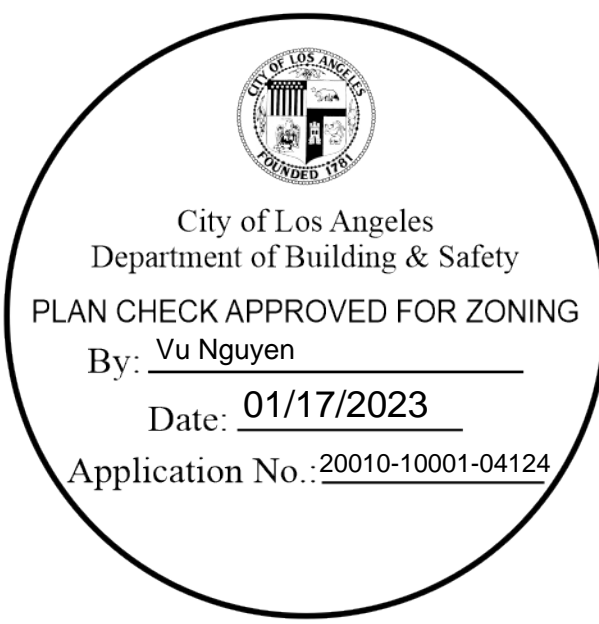 CITY OF LOS ANGELES
FOUNDED 1781
City of Los Angeles
Department of Building & Safety
PLAN CHECK APPROVED FOR ZONING
By: Vu Nguyen
Date: 01/17/2023
Application No.: 20010-10001-04124